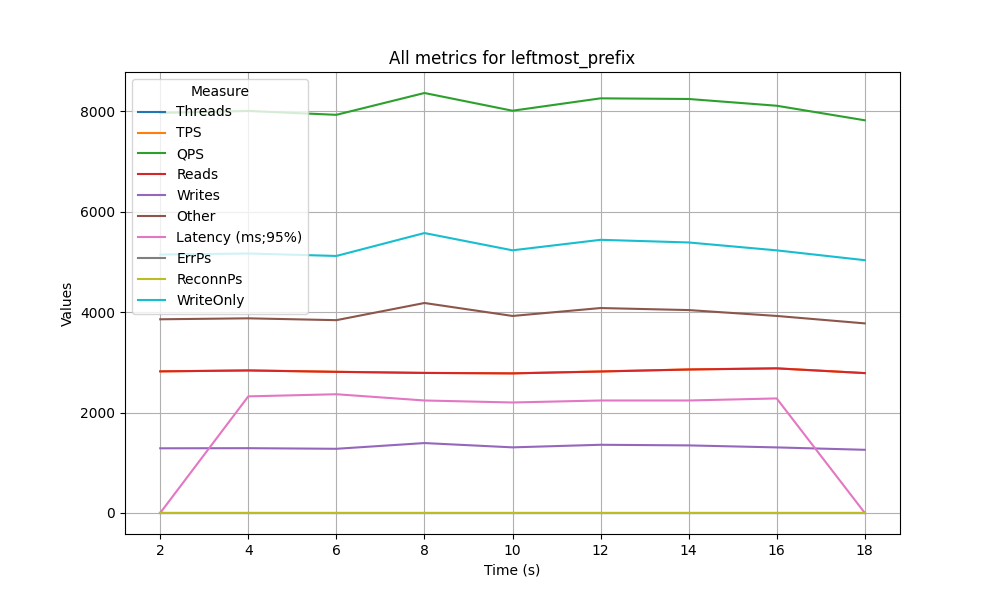 All metrics for leftmost_prefix
Measure
Threads
TPS
QPS
Reads
Writes
Other
Latency (ms;95%)
ErrPs
ReconnPs
WriteOnly
8000
6000
4000
2000
0
Values
2 4 6 8 10 12 14 16 18
Time (s)